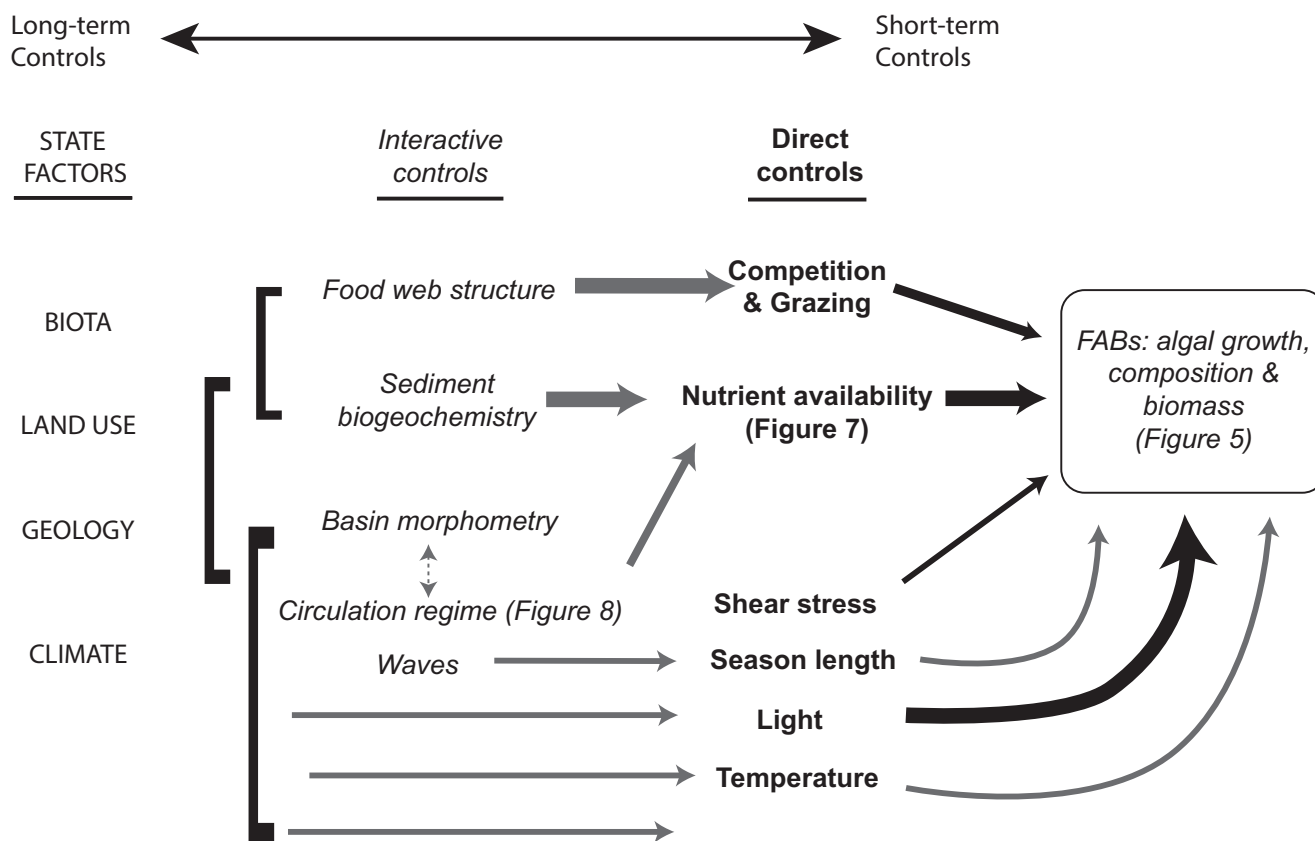 Long-term
Controls
Short-term
Controls
STATE
FACTORS
Interactive
controls
Direct
controls
BIOTA
LAND USE
GEOLOGY
CLIMATE
Food web structure
Sediment
biogeochemistry
Basin morphometry
Circulation regime (Figure 8)
Waves
Competition
& Grazing
Nutrient availability
(Figure 7)
Shear stress
Season length
Light
Temperature
FABs: algal growth,
composition &
biomass
(Figure 5)